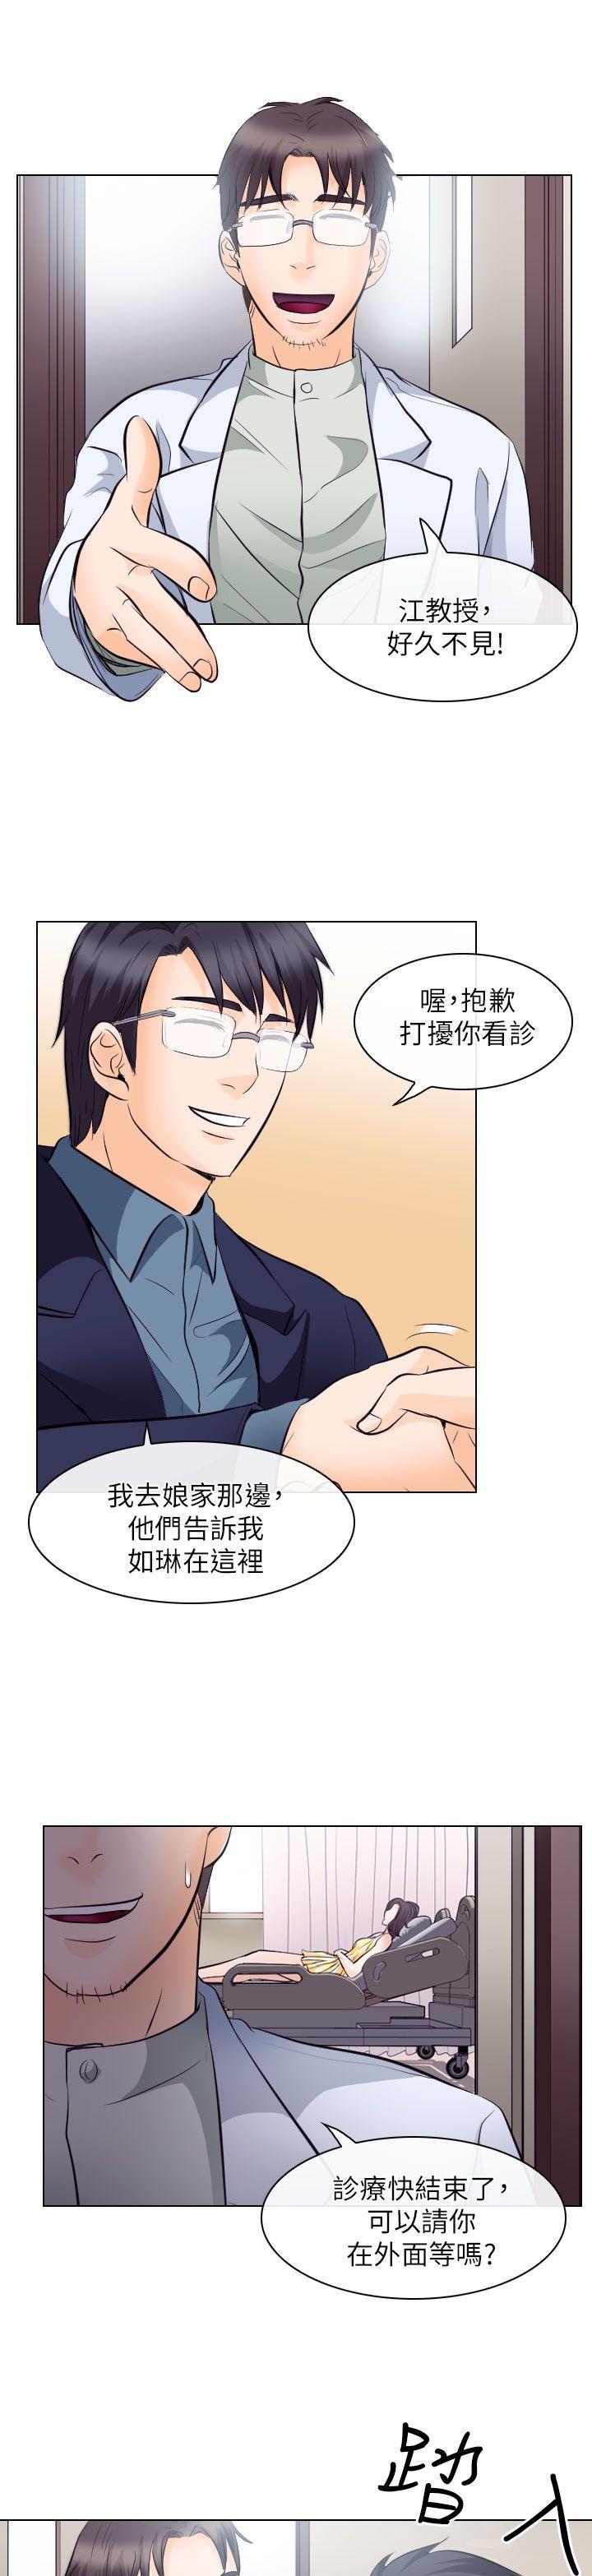 江教授，
好久不見!
喔，抱歉
打擾你看診
我去娘家那邊，
他們告訴我
如琳在這裡
診療快結束了，
可以請你
在外面等嗎?
踏
入